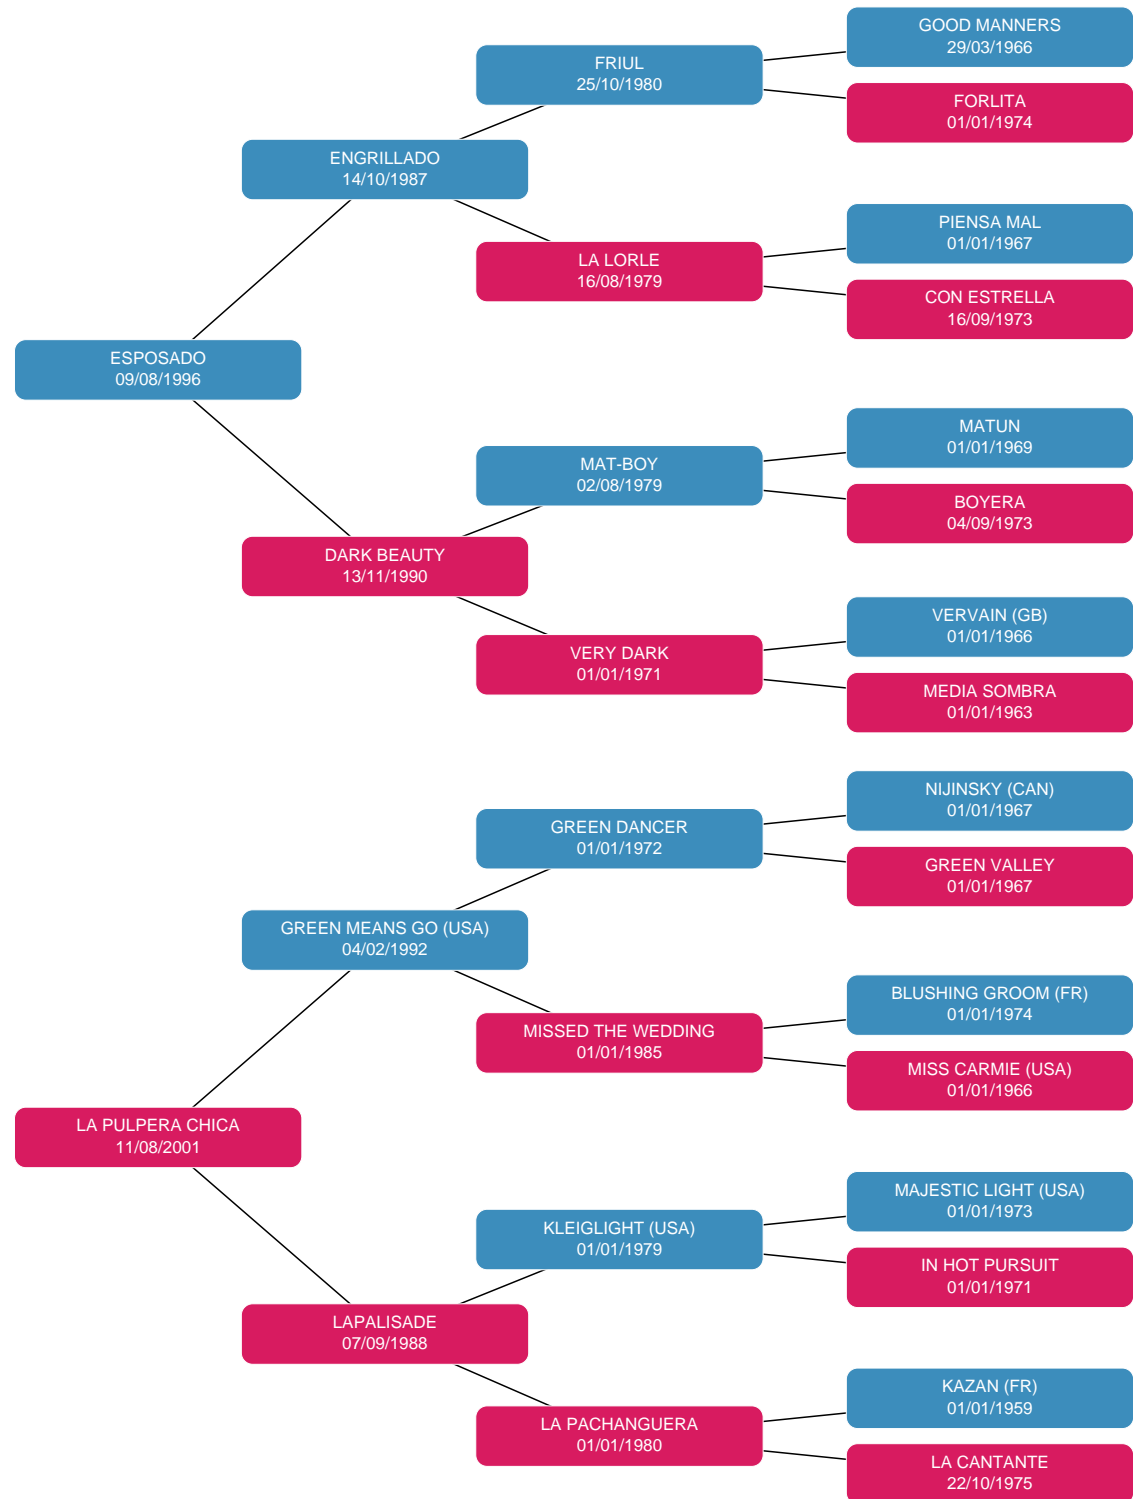 GOOD MANNERS
29/03/1966
FRIUL
25/10/1980
FORLITA
01/01/1974
ENGRILLADO
14/10/1987
PIENSA MAL
01/01/1967
LA LORLE
16/08/1979
CON ESTRELLA
16/09/1973
ESPOSADO
09/08/1996
MATUN
01/01/1969
MAT-BOY
02/08/1979
BOYERA
04/09/1973
DARK BEAUTY
13/11/1990
VERVAIN (GB)
01/01/1966
VERY DARK
01/01/1971
MEDIA SOMBRA
01/01/1963
NIJINSKY (CAN)
01/01/1967
GREEN DANCER
01/01/1972
GREEN VALLEY
01/01/1967
GREEN MEANS GO (USA)
04/02/1992
BLUSHING GROOM (FR)
01/01/1974
MISSED THE WEDDING
01/01/1985
MISS CARMIE (USA)
01/01/1966
LA PULPERA CHICA
11/08/2001
MAJESTIC LIGHT (USA)
01/01/1973
KLEIGLIGHT (USA)
01/01/1979
IN HOT PURSUIT
01/01/1971
LAPALISADE
07/09/1988
KAZAN (FR)
01/01/1959
LA PACHANGUERA
01/01/1980
LA CANTANTE
22/10/1975